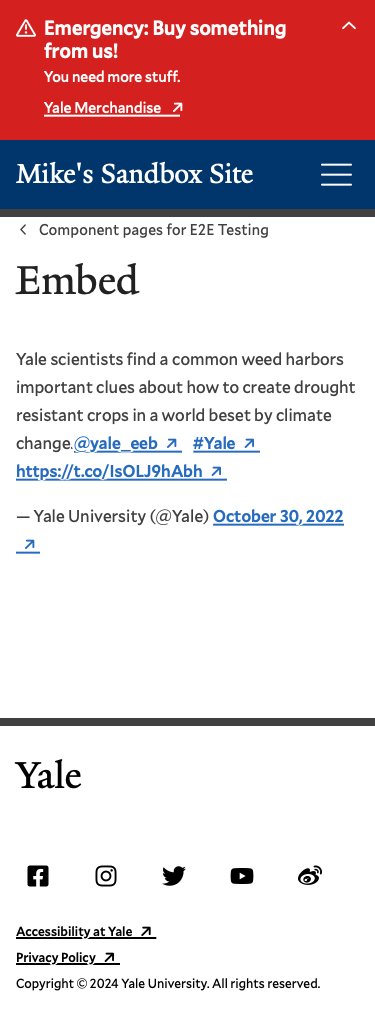 Emergency: Buy something
from us!
You need more stuff.
Yale Merchandise
Mike's Sandbox Site
Component pages for E2E Testing
Embed
Yale scientists find a common weed harbors
important clues about how to create drought
resistant crops in a world beset by climate
change.@yale_eeb #Yale
https://t.co/IsOLJ9hAbh
— Yale University (@Yale) October 30, 2022
Yale
Accessibility at Yale
Privacy Policy
Copyright © 2024 Yale University. All rights reserved.